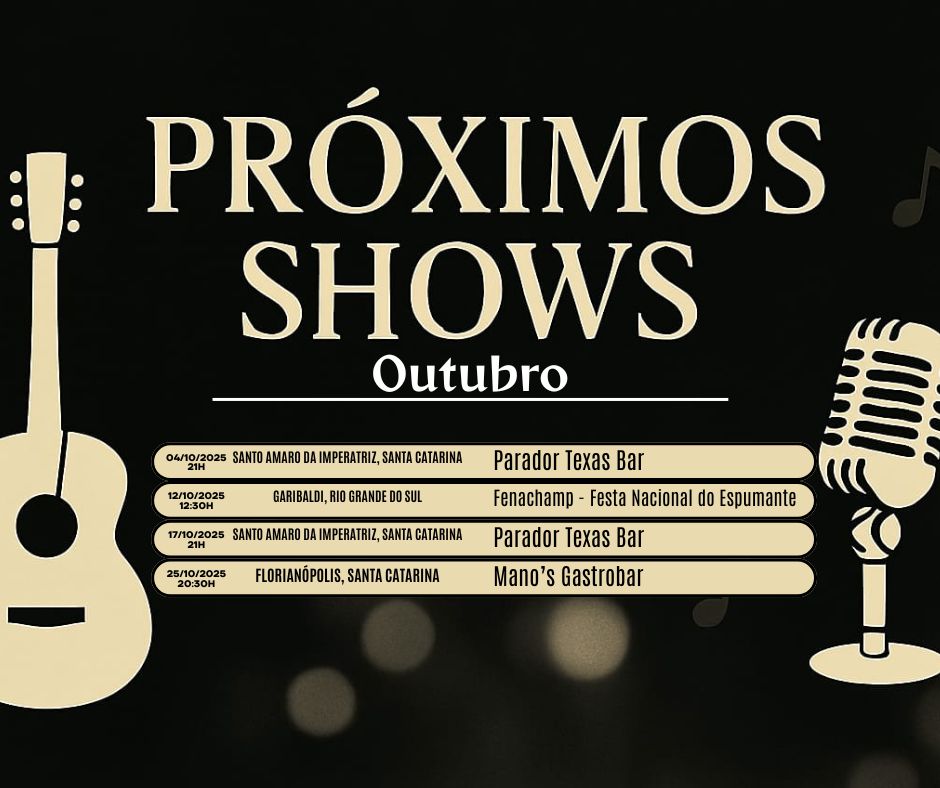 PRÓXIMOS
SHOWS
Outubro
04/10/2025
21H
SANTO AMARO DA IMPERATRIZ, SANTA CATARINA
Parador Texas Bar
12/10/2025
12:30H
GARIBALDI, RIO GRANDE DO SUL
Fenachamp - Festa Nacional do Espumante
17/10/2025
21H
SANTO AMARO DA IMPERATRIZ, SANTA CATARINA
Parador Texas Bar
25/10/2025
20:30H
FLORIANÓPOLIS, SANTA CATARINA
Mano's Gastrobar